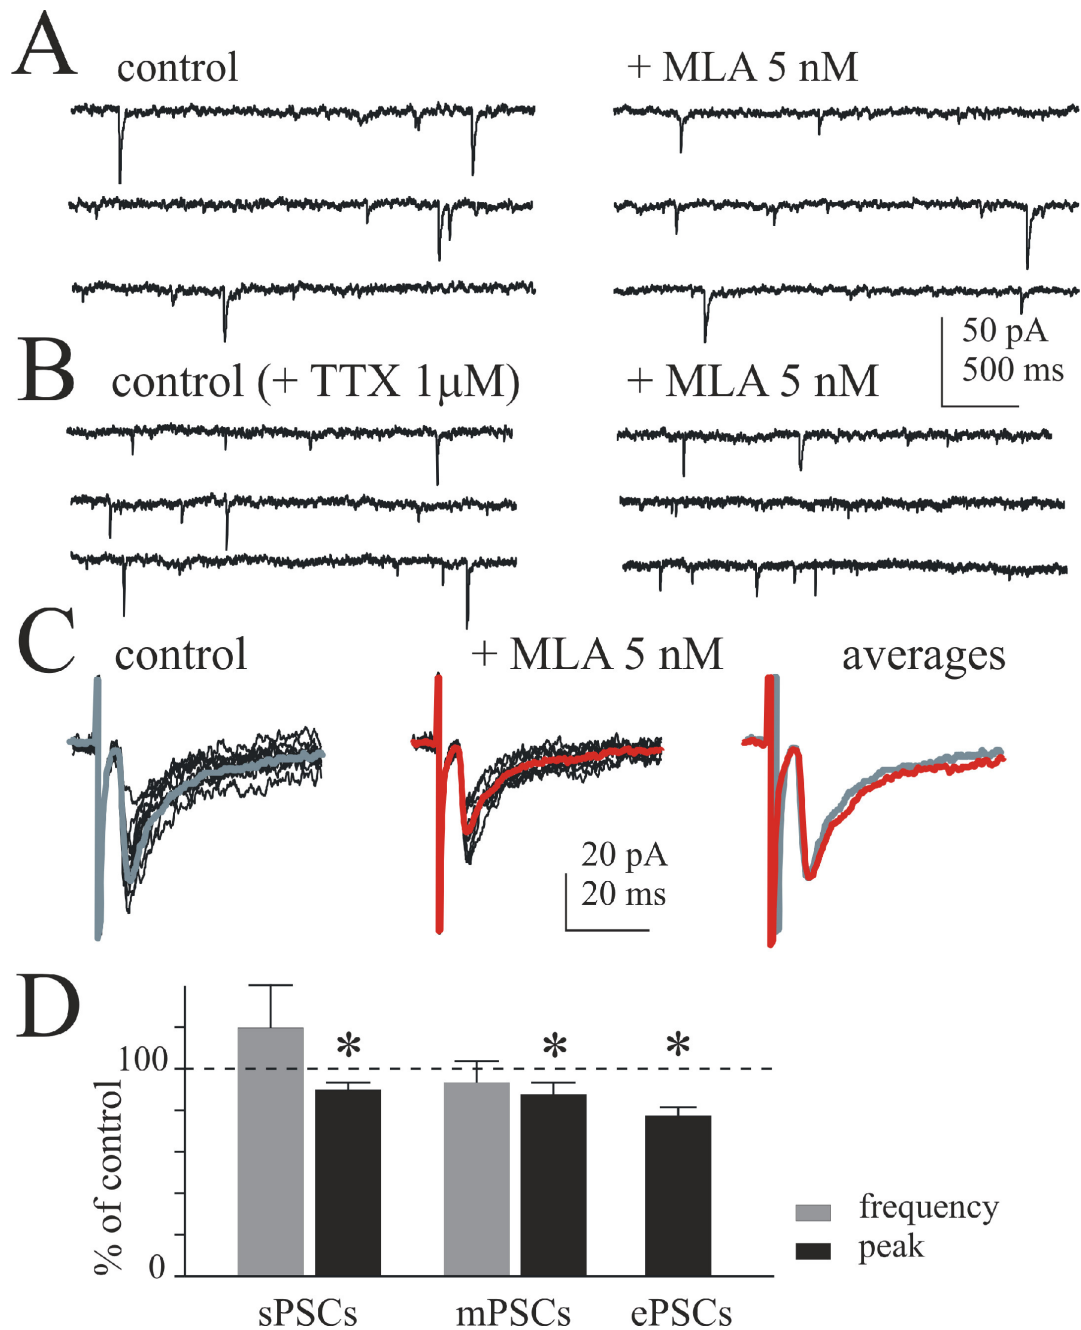 A
control
+ MLA 5 nM
50 pA
500 ms
B
control (+ TTX 1μM)
+ MLA 5 nM
C
control
+ MLA 5 nM
averages
20 pA
20 ms
D
* * *
100
% of control
0
frequency
peak
sPSCs mPSCs ePSCs